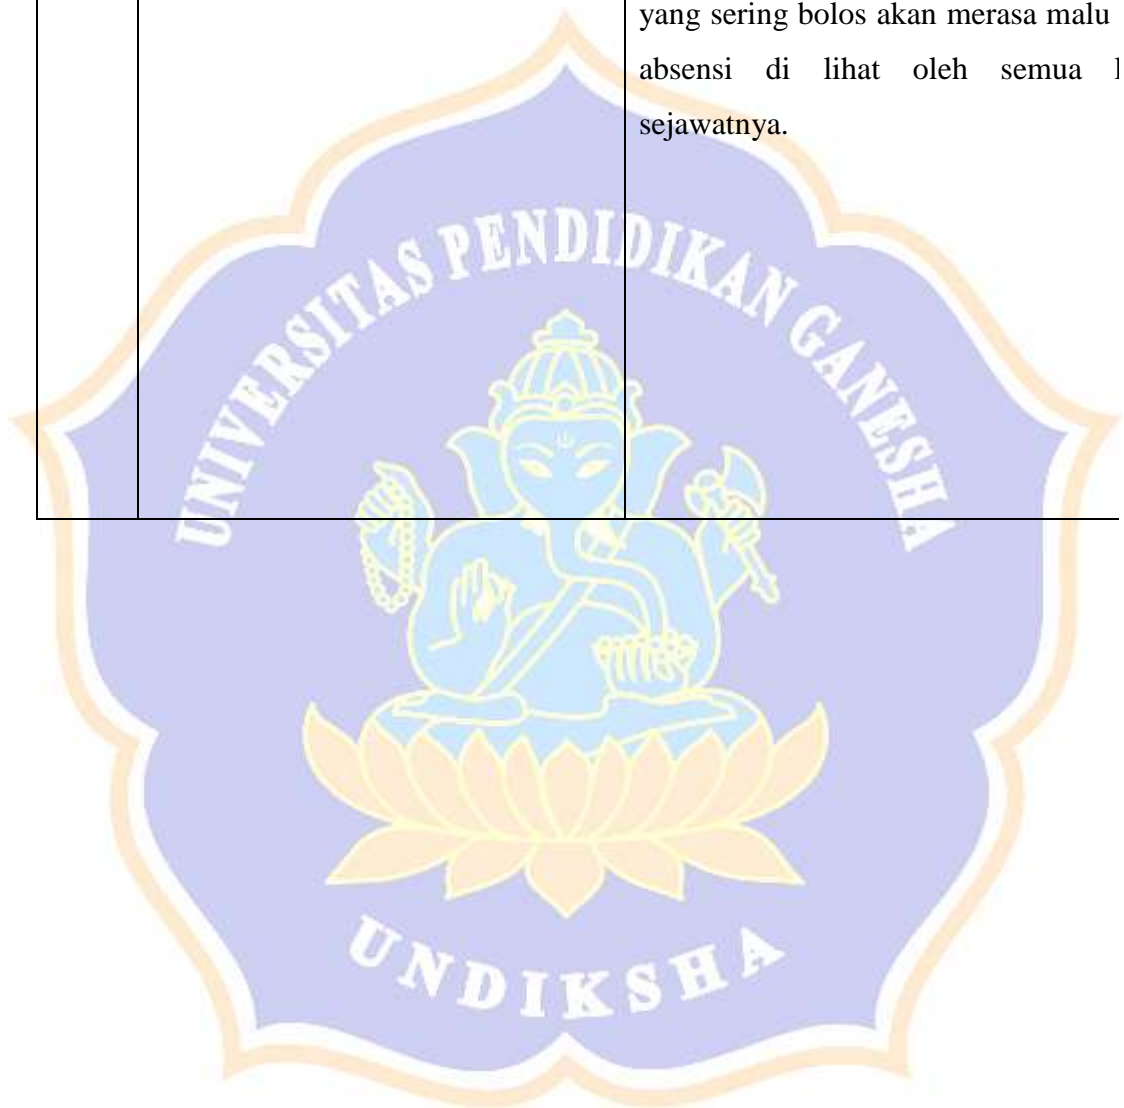 yang sering bolos akan merasa malu
absensi di lihat oleh semua
sejawatnya.
UNIVERSITAS PENDIDIKAN GANESHA
UNDIKSHA